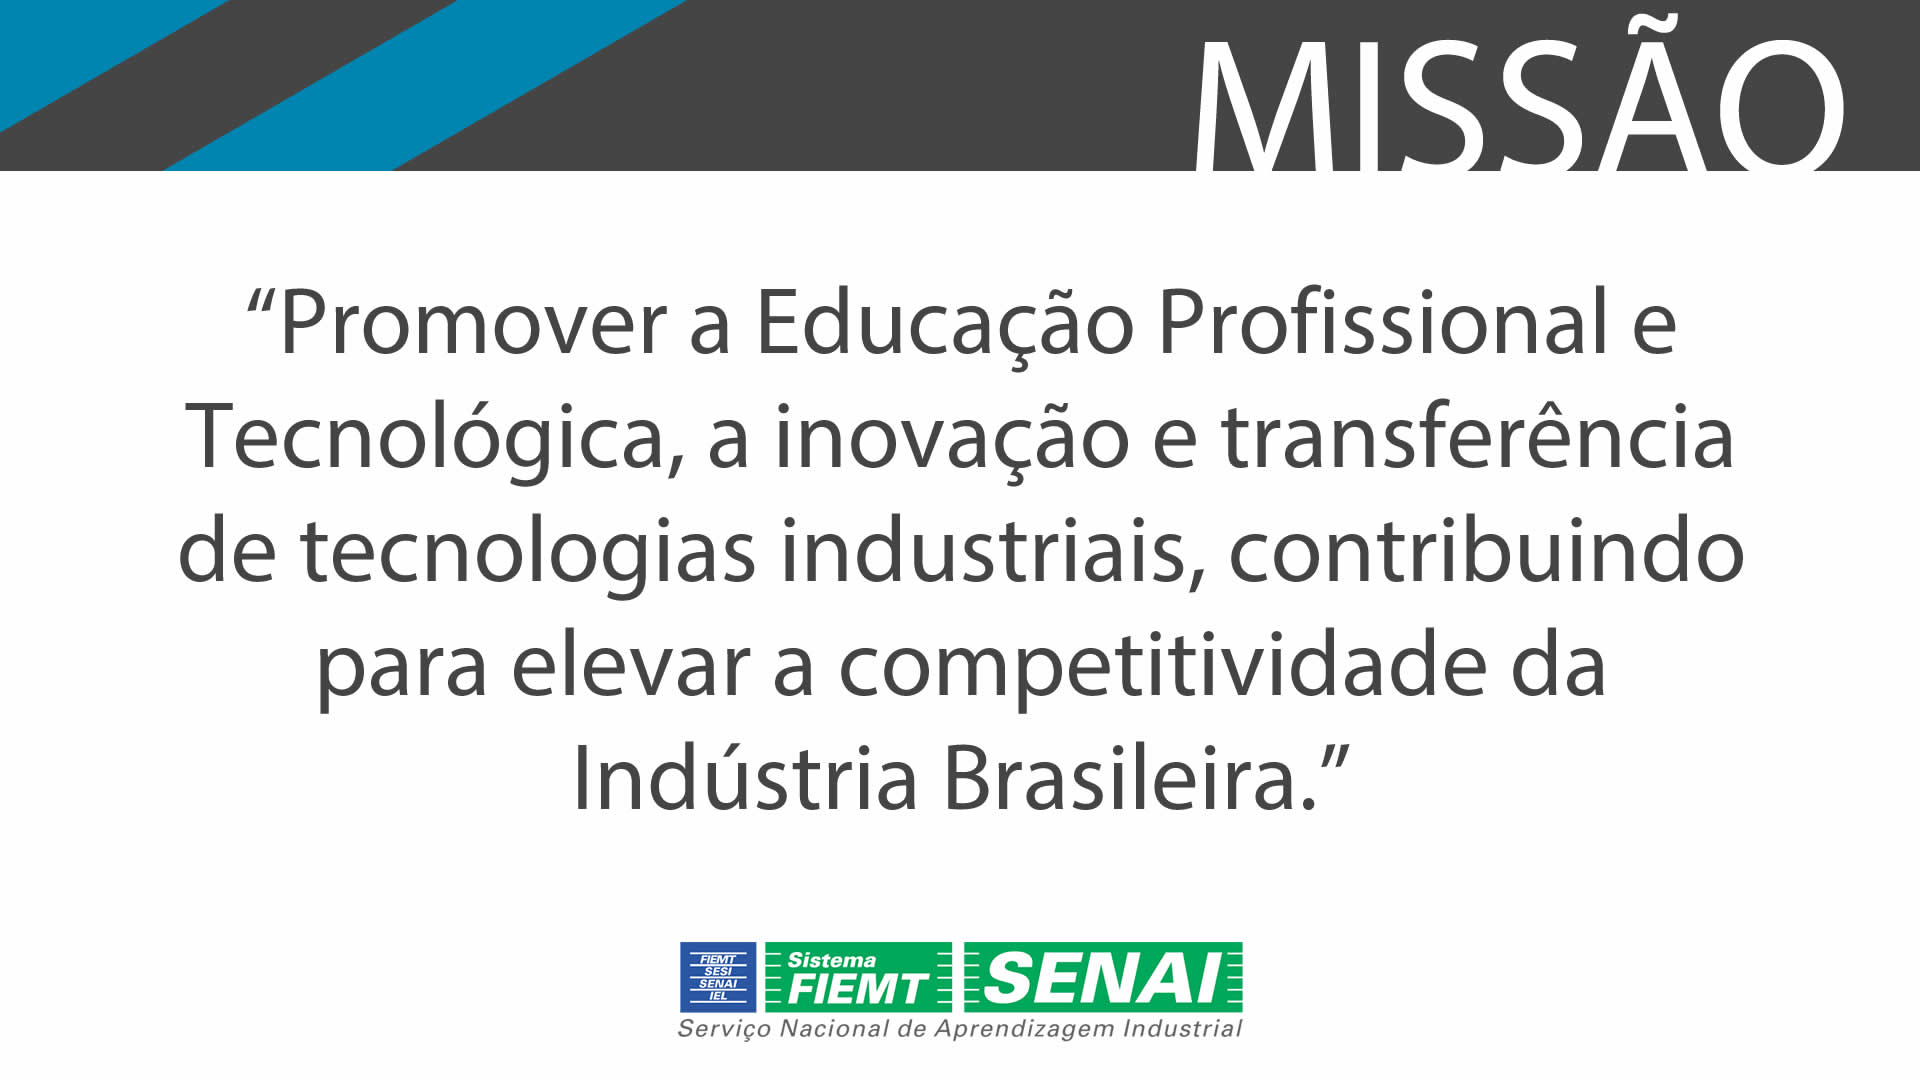 MISSÃO
“Promover a Educação Profissional e
Tecnológica, a inovação e transferência
de tecnologias industriais, contribuindo
para elevar a competitividade da
Indústria Brasileira.”
FIEMT
SESI
SENAI
IEL
Sistema
FIEMT
SENAI
Serviço Nacional de Aprendizagem Industrial